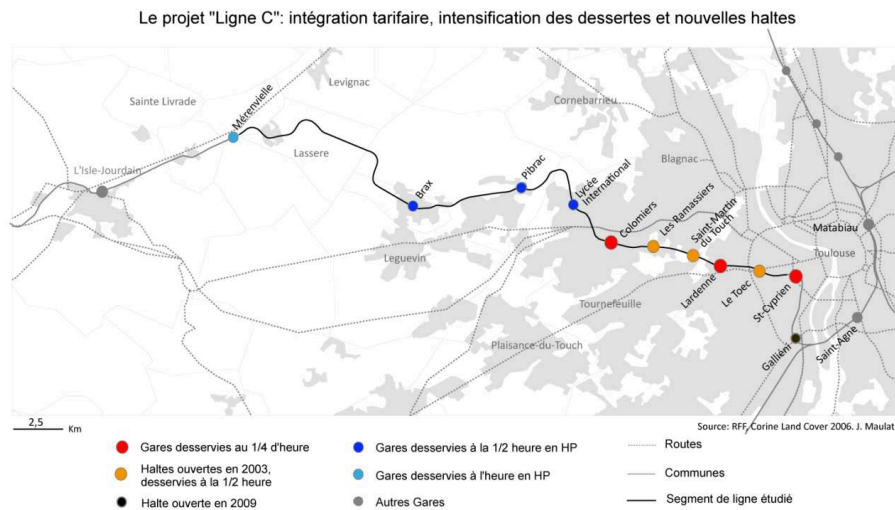 Le projet "Ligne C": intégration tarifaire, intensification des dessertes et nouvelles haltes
Levignac
Sainte Livrade
Mérenvielle
Cornebarrieu
Lassere
L'Isle-Jourdain
Blagnac
Pibrac
Brax
Lycée
International
Colomiers
Les Ramassiers
Saint-Martin
du Touch
Matabiau
Toulouse
Leguevin
Lardenne
Le Toec
St-Cyprien
Tournefeuille
Plaisance-du-Touch
Galliéni
Saint-Agne
2,5
Km
Source: RFF, Corine Land Cover 2006. J. Maulat
Gares desservies au 1/4 d'heure
Haltes ouvertes en 2003,
desservies à la 1/2 heure
Halte ouverte en 2009
Gares desservies à la 1/2 heure en HP
Gares desservies à l'heure en HP
Autres Gares
Routes
Communes
Segment de ligne étudié